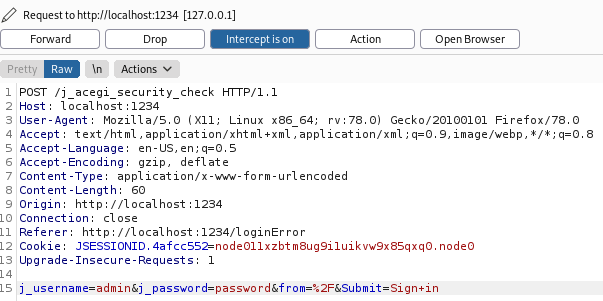 Request to http://localhost:1234 [127.0.0.1]
Forward Drop Intercept is on Action Open Browser
Pretty Raw \n Actions
1 POST /j_acegi_security_check HTTP/1.1
2 Host: localhost:1234
3 User-Agent: Mozilla/5.0 (X11; Linux x86_64; rv:78.0) Gecko/20100101 Firefox/78.0
4 Accept: text/html,application/xhtml+xml,application/xml;q=0.9,image/webp,*/*;q=0.8
5 Accept-Language: en-US,en;q=0.5
6 Accept-Encoding: gzip, deflate
7 Content-Type: application/x-www-form-urlencoded
8 Content-Length: 60
9 Origin: http://localhost:1234
10 Connection: close
11 Referer: http://localhost:1234/loginError
12 Cookie: JSESSIONID.4afcc552=node011xzbtm8ug9i1uikvw9x85qxq0.node0
13 Upgrade-Insecure-Requests: 1
14
15 j_username=admin&j_password=password&from=%2F&Submit=Sign+in